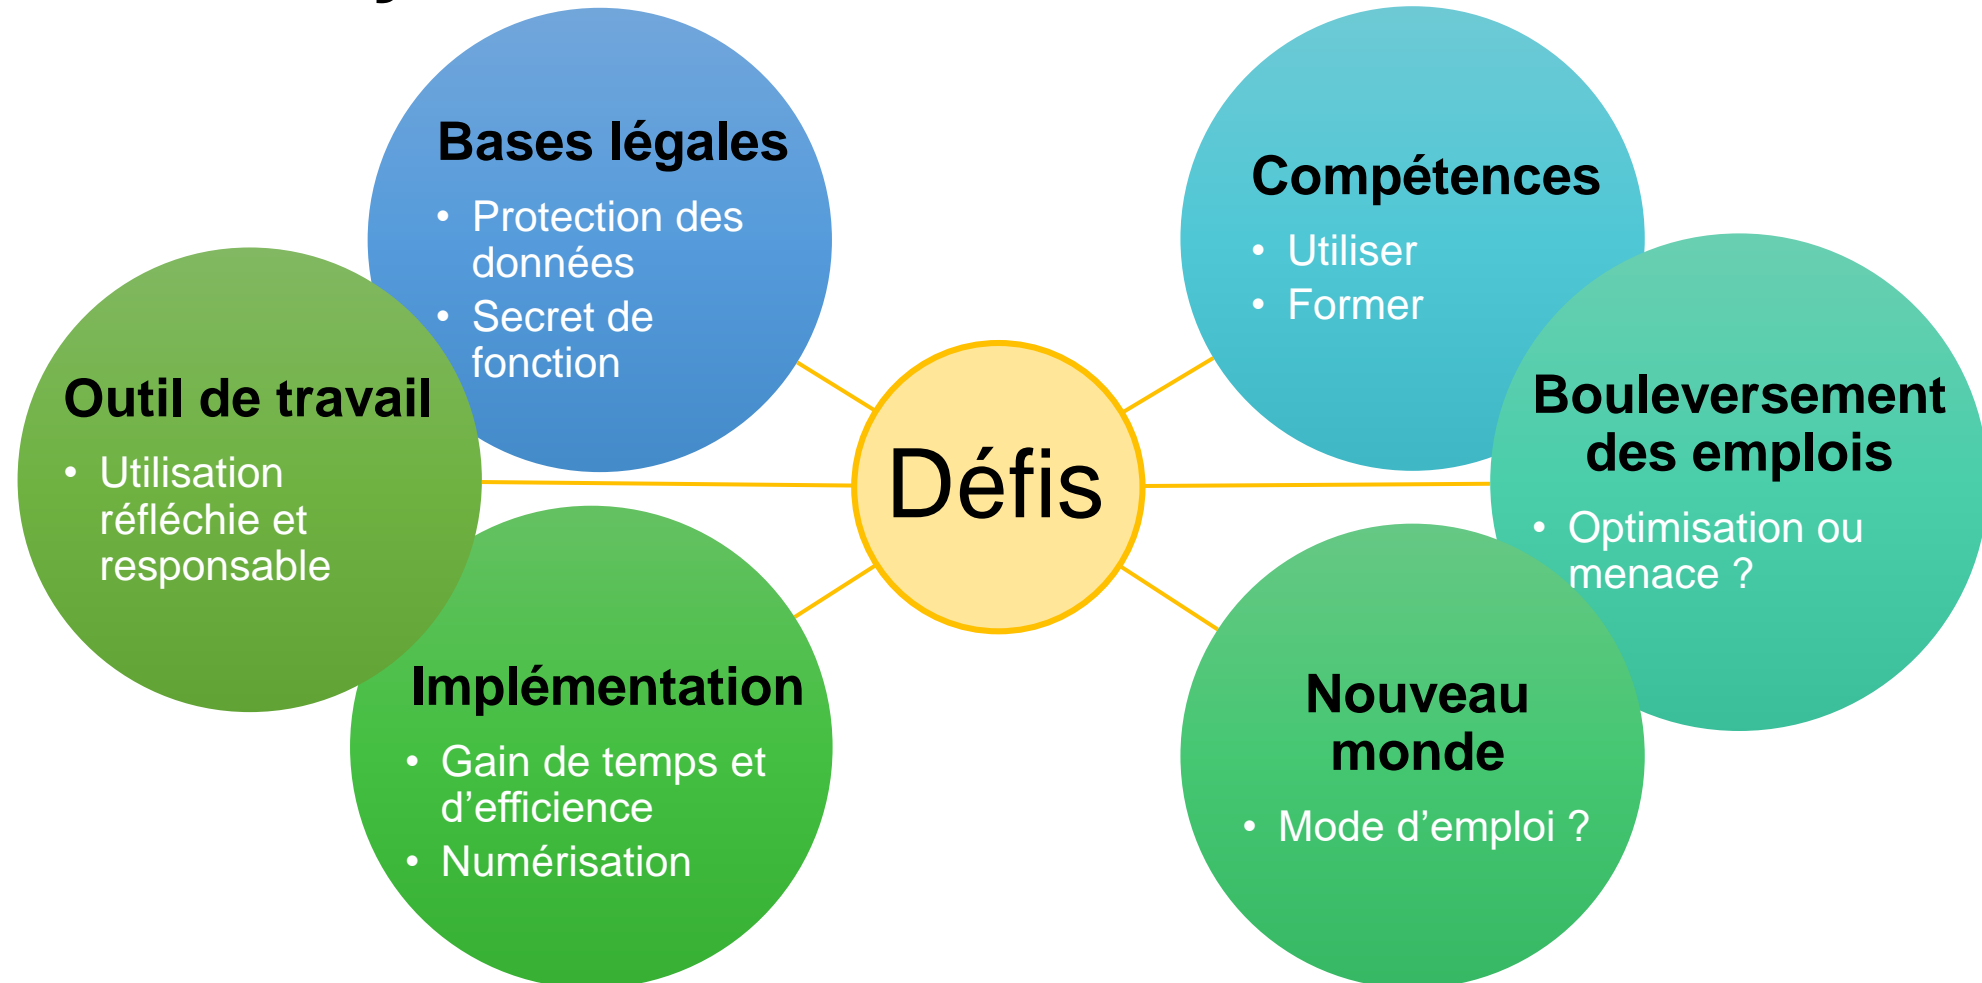 Bases légales
• Protection des
données
• Secret de
fonction
Outil de travail
• Utilisation
réfléchie et
responsable
Implémentation
• Gain de temps et
d’efficience
• Numérisation
Défis
Compétences
• Utiliser
• Former
Bouleversement
des emplois
• Optimisation ou
menace ?
Nouveau
monde
• Mode d’emploi ?